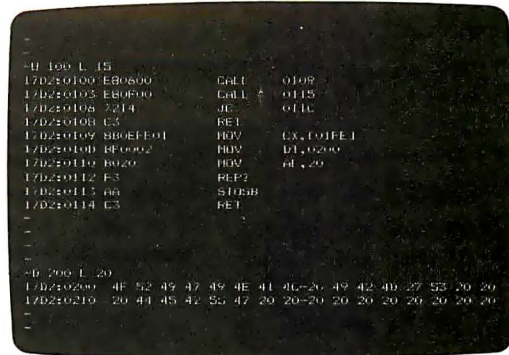 -
-
-U 100 L 15
17D2:0100 E80600 CALL 0109
17D2:0103 E80F00 CALL 0115
17D2:0106 7214 JC 011C
17D2:0108 C3 RET
17D2:0109 8B0EFE01 MOV CX,[01FE]
17D2:010D BF0002 MOV DI,0200
17D2:0110 B020 MOV AL,20
17D2:0112 F3 REPZ
17D2:0113 AA STOSB
17D2:0114 C3 RET
-
-
-
-D 200 L 20
17D2:0200 4F 52 49 47 49 4E 41 4C-20 49 42 4D 27 53 20 20
17D2:0210 20 44 45 42 55 47 20 20-20 20 20 20 20 20 20 20
-